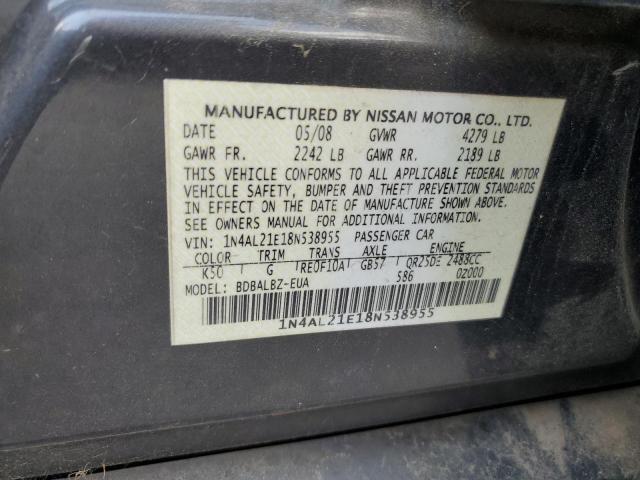 MANUFACTURED BY NISSAN MOTOR CO., LTD.
DATE 05/08 GVWR 4279 LB
GAWR FR. 2242 LB GAWR RR. 2189 LB
THIS VEHICLE CONFORMS TO ALL APPLICABLE FEDERAL MOTOR
VEHICLE SAFETY, BUMPER AND THEFT PREVENTION STANDARDS
IN EFFECT ON THE DATE OF MANUFACTURE SHOWN ABOVE.
SEE OWNERS MANUAL FOR ADDITIONAL INFORMATION.
VIN: 1N4AL21E18N538955 PASSENGER CAR
COLOR TRIM TRANS AXLE ENGINE
K50 G RE0F10A GB57 QR25DE 2488CC
MODEL: BDBALBZ-EUA 586 02000
1N4AL21E18N538955